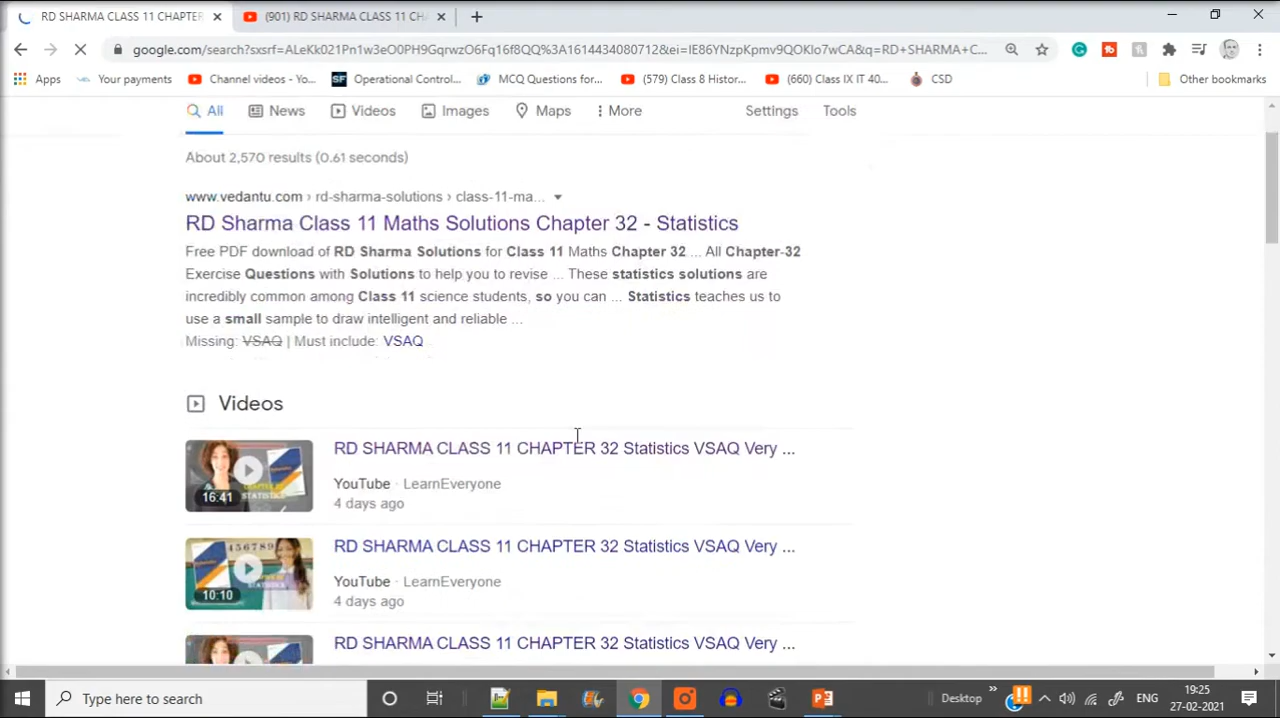 RD SHARMA CLASS 11 CHAPTER
(901) RD SHARMA CLASS 11 CH
google.com/search?sxsrf=ALeKk021Pn1w3eO0PH9GqrwzO6Fq16f8QQ%3A1614434080712&ei=IE86YNzpKpmv9QOKlo7wCA&q=RD+SHARMA+C...
Apps
Your payments
Channel videos - Yo...
Operational Control...
MCQ Questions for...
(579) Class 8 Histor...
(660) Class IX IT 40...
CSD
Other bookmarks
All
News
Videos
Images
Maps
More
Settings
Tools
About 2,570 results (0.61 seconds)
www.vedantu.com › rd-sharma-solutions › class-11-ma...
RD Sharma Class 11 Maths Solutions Chapter 32 - Statistics
Free PDF download of RD Sharma Solutions for Class 11 Maths Chapter 32 ... All Chapter-32
Exercise Questions with Solutions to help you to revise ... These statistics solutions are
incredibly common among Class 11 science students, so you can ... Statistics teaches us to
use a small sample to draw intelligent and reliable ...
Missing: VSAQ | Must include: VSAQ
Videos
RD SHARMA CLASS 11 CHAPTER 32 Statistics VSAQ Very ...
YouTube · LearnEveryone
16:41
4 days ago
RD SHARMA CLASS 11 CHAPTER 32 Statistics VSAQ Very ...
YouTube · LearnEveryone
10:10
4 days ago
RD SHARMA CLASS 11 CHAPTER 32 Statistics VSAQ Very ...
Type here to search
Desktop
ENG
19:25
27-02-2021